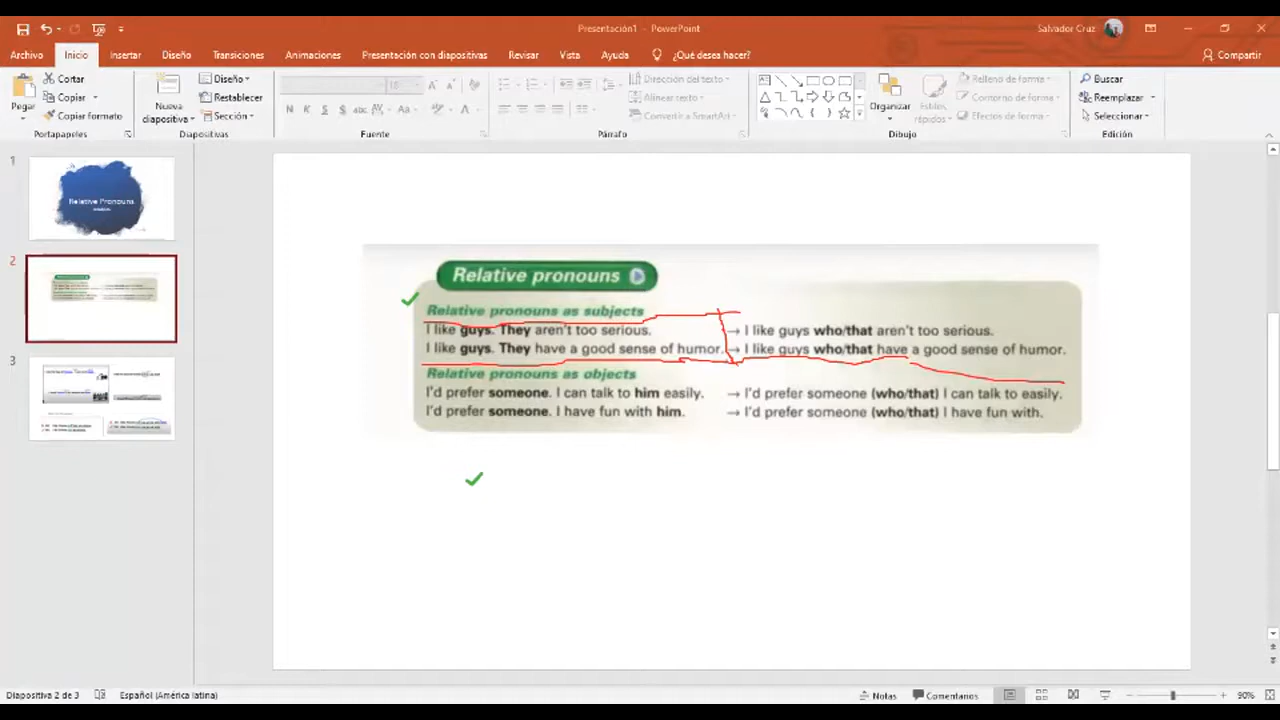 Presentación1 - PowerPoint
Salvador Cruz
Archivo Inicio Insertar Diseño Transiciones Animaciones Presentación con diapositivas Revisar Vista Ayuda ¿Qué desea hacer? Compartir
Pegar
Cortar
Copiar
Copiar formato
Portapapeles
Nueva diapositiva
Diseño
Restablecer
Sección
Diapositivas
18
N K S S abc AV Aa A
Fuente
Dirección del texto
Alinear texto
Convertir a SmartArt
Párrafo
Organizar
Estilos rápidos
Relleno de forma
Contorno de forma
Efectos de forma
Dibujo
Buscar
Reemplazar
Seleccionar
Edición
1
Relative Pronouns
2
3
Relative pronouns
Relative pronouns as subjects
I like guys. They aren't too serious. → I like guys who/that aren't too serious.
I like guys. They have a good sense of humor. → I like guys who/that have a good sense of humor.
Relative pronouns as objects
I'd prefer someone. I can talk to him easily. → I'd prefer someone (who/that) I can talk to easily.
I'd prefer someone. I have fun with him. → I'd prefer someone (who/that) I have fun with.
Diapositiva 2 de 3 Español (América latina) Notas Comentarios 90%